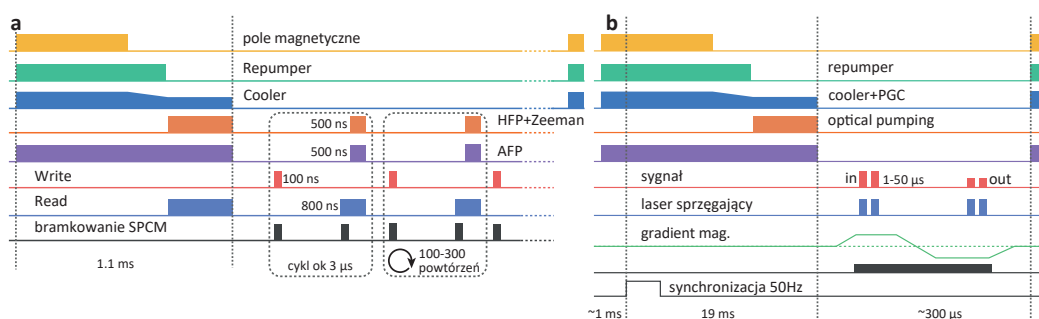 a
pole magnetyczne
Repumper
Cooler
500 ns
HFP+Zeeman
500 ns
AFP
Write
100 ns
Read
800 ns
bramkowanie SPCM
1.1 ms
cykl ok 3 µs
100-300
powtórzeń
b
repumper
cooler+PGC
optical pumping
sygnał
in
1-50 µs
out
laser sprzęgający
gradient mag.
synchronizacja 50Hz
~1 ms
19 ms
~300 µs